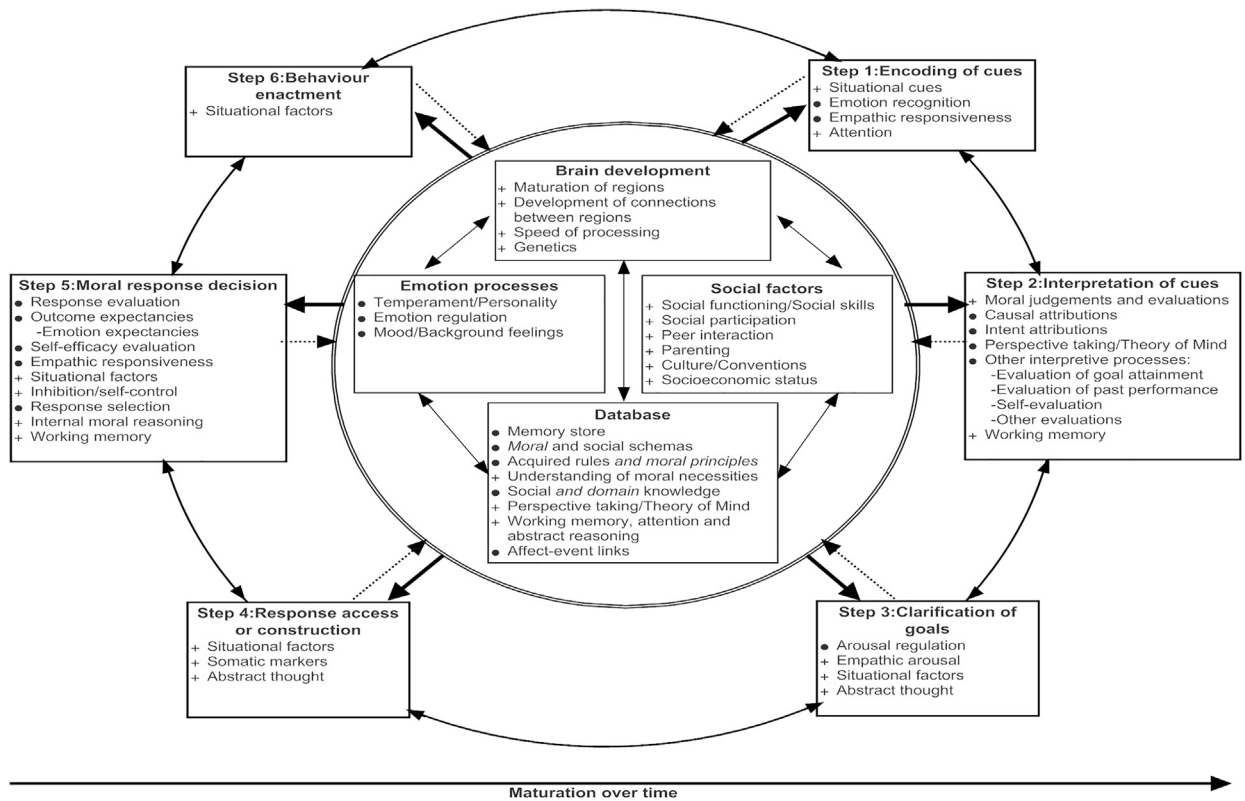 Step 6:Behaviour
enactment
+ Situational factors
Step 1:Encoding of cues
+ Situational cues
● Emotion recognition
● Empathic responsiveness
+ Attention
Brain development
+ Maturation of regions
+ Development of connections
between regions
+ Speed of processing
+ Genetics
Step 5:Moral response decision
● Response evaluation
● Outcome expectancies
-Emotion expectancies
● Self-efficacy evaluation
● Empathic responsiveness
+ Situational factors
+ Inhibition/self-control
● Response selection
+ Internal moral reasoning
+ Working memory
Emotion processes
● Temperament/Personality
● Emotion regulation
● Mood/Background feelings
Social factors
+ Social functioning/Social skills
+ Social participation
+ Peer interaction
+ Parenting
+ Culture/Conventions
+ Socioeconomic status
Step 2:Interpretation of cues
+ Moral judgements and evaluations
● Causal attributions
● Intent attributions
● Perspective taking/Theory of Mind
● Other interpretive processes:
-Evaluation of goal attainment
-Evaluation of past performance
-Self-evaluation
-Other evaluations
+ Working memory
Database
● Memory store
● Moral and social schemas
● Acquired rules and moral principles
+ Understanding of moral necessities
● Social and domain knowledge
+ Perspective taking/Theory of Mind
+ Working memory, attention and
abstract reasoning
● Affect-event links
Step 4:Response access
or construction
+ Situational factors
+ Somatic markers
+ Abstract thought
Step 3:Clarification of
goals
● Arousal regulation
+ Empathic arousal
+ Situational factors
+ Abstract thought
Maturation over time